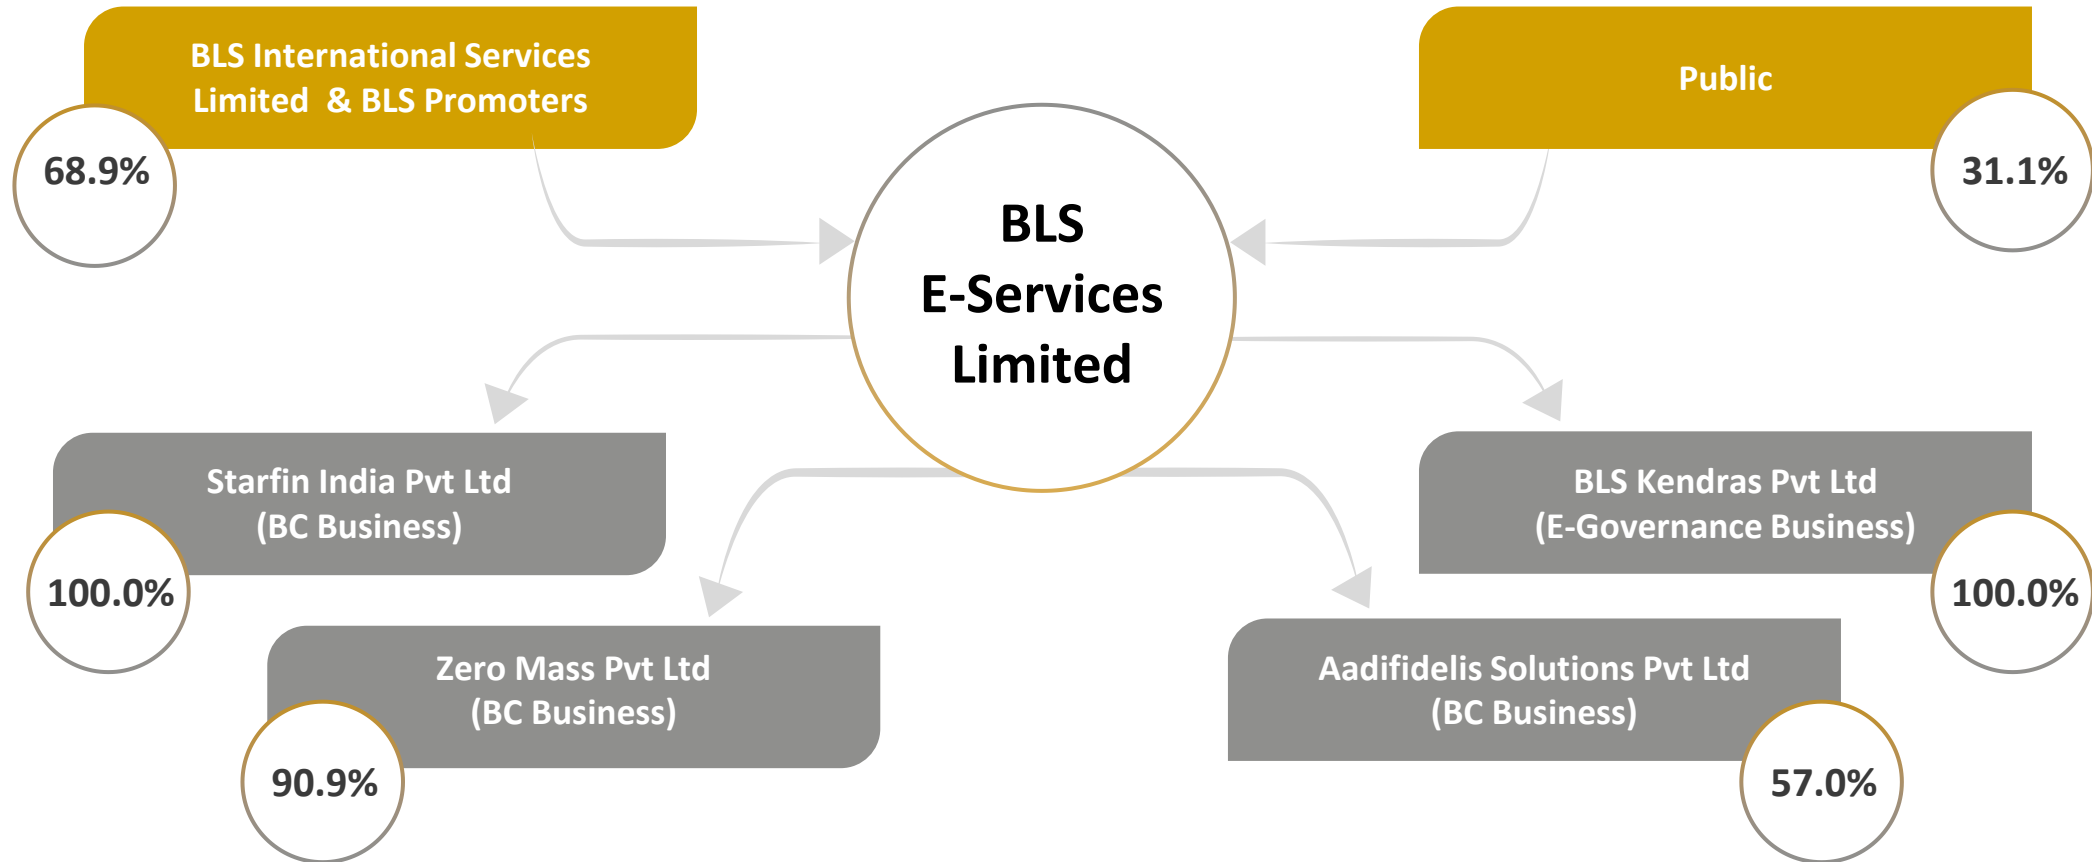 BLS International Services
Limited & BLS Promoters
68.9%
Public
31.1%
BLS
E-Services
Limited
Starfin India Pvt Ltd
(BC Business)
100.0%
BLS Kendras Pvt Ltd
(E-Governance Business)
100.0%
Zero Mass Pvt Ltd
(BC Business)
90.9%
Aadifidelis Solutions Pvt Ltd
(BC Business)
57.0%